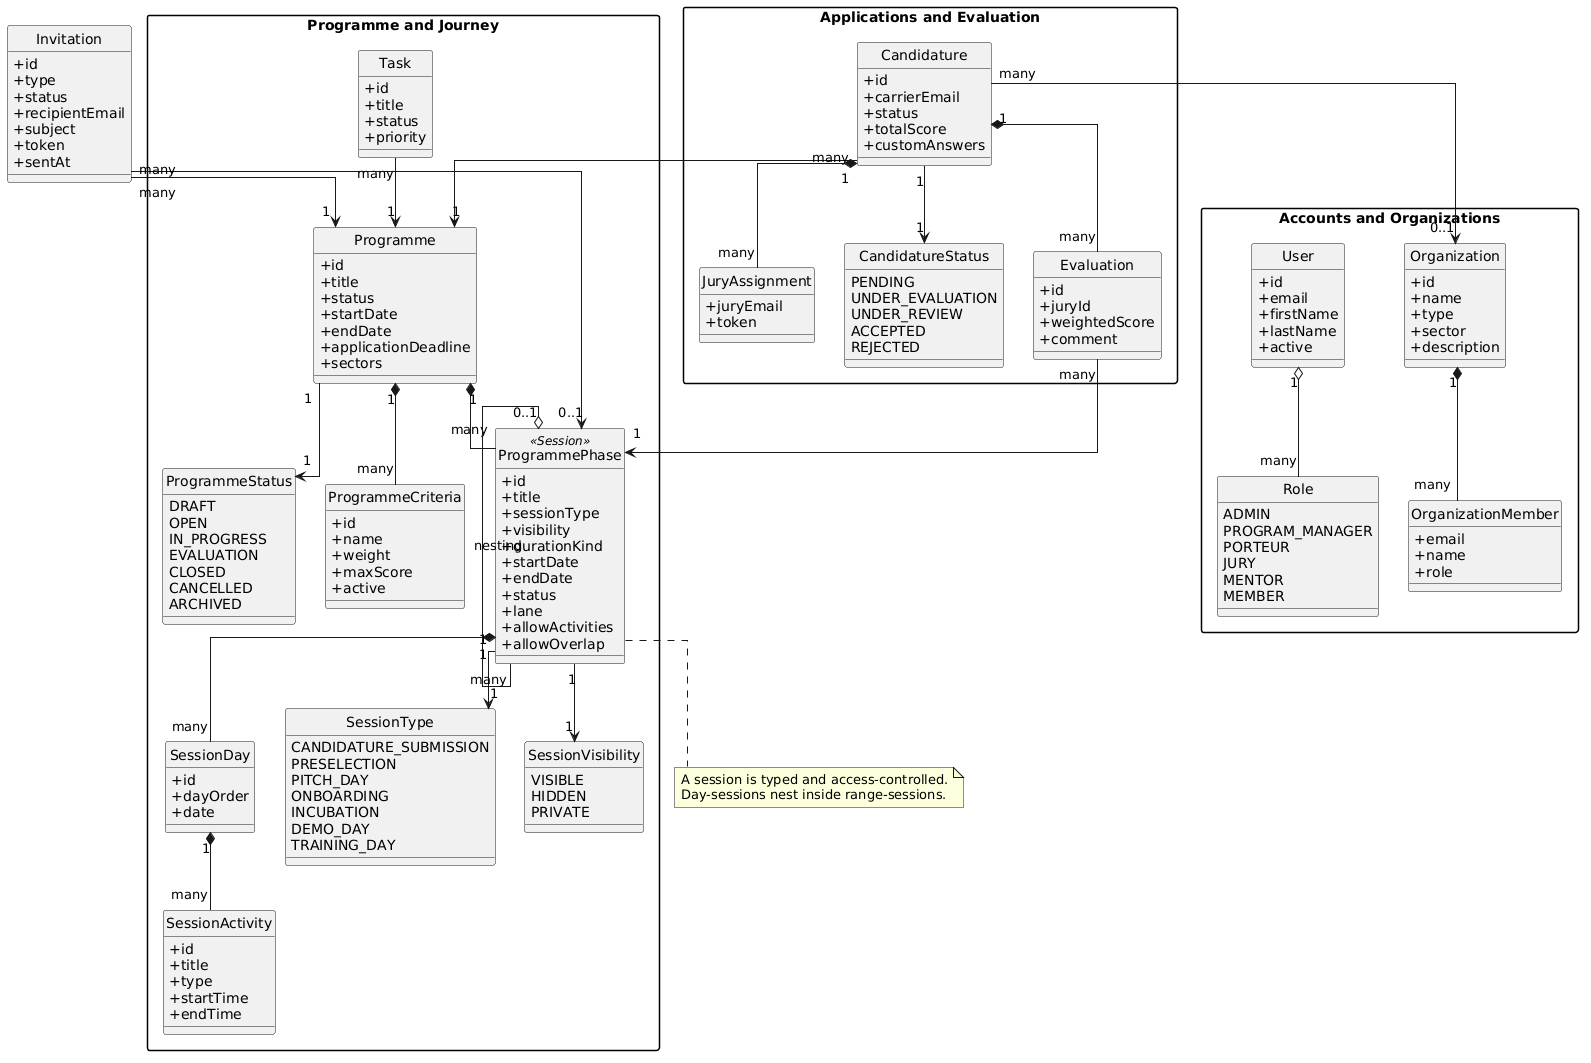 Invitation
+id
+type
+status
+recipientEmail
+subject
+token
+sentAt
many
many
Programme and Journey
Task
+id
+title
+status
+priority
many
1
1
1
Programme
+id
+title
+status
+startDate
+endDate
+applicationDeadline
+sectors
1
1
1
1
many
many
0..1
0..1
ProgrammeStatus
DRAFT
OPEN
IN_PROGRESS
EVALUATION
CLOSED
CANCELLED
ARCHIVED
ProgrammeCriteria
+id
+name
+weight
+maxScore
+active
«Session»
ProgrammePhase
+id
+title
+sessionType
+visibility
+durationKind
+startDate
+endDate
+status
+lane
+allowActivities
+allowOverlap
nesting
1
1
many
1
1
1
many
SessionDay
+id
+dayOrder
+date
1
many
SessionActivity
+id
+title
+type
+startTime
+endTime
SessionType
CANDIDATURE_SUBMISSION
PRESELECTION
PITCH_DAY
ONBOARDING
INCUBATION
DEMO_DAY
TRAINING_DAY
SessionVisibility
VISIBLE
HIDDEN
PRIVATE
A session is typed and access-controlled.
Day-sessions nest inside range-sessions.
Applications and Evaluation
Candidature
+id
+carrierEmail
+status
+totalScore
+customAnswers
many
1
many
1
1
many
1
many
JuryAssignment
+juryEmail
+token
CandidatureStatus
PENDING
UNDER_EVALUATION
UNDER_REVIEW
ACCEPTED
REJECTED
Evaluation
+id
+juryId
+weightedScore
+comment
many
1
Accounts and Organizations
0..1
User
+id
+email
+firstName
+lastName
+active
1
many
Role
ADMIN
PROGRAM_MANAGER
PORTEUR
JURY
MENTOR
MEMBER
Organization
+id
+name
+type
+sector
+description
1
many
OrganizationMember
+email
+name
+role